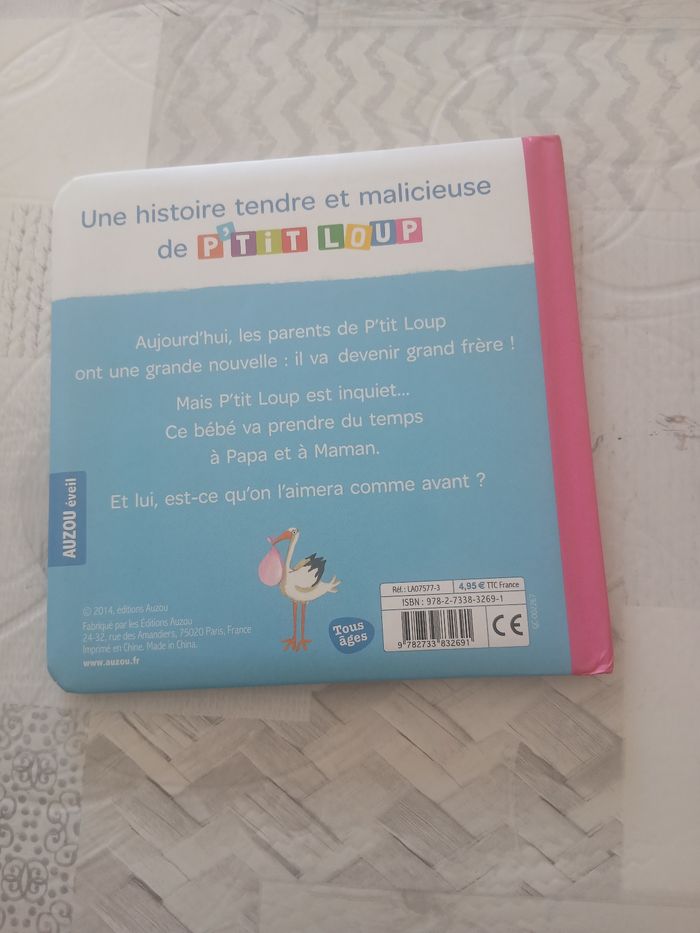 Une histoire tendre et malicieuse
de P'TIT LOUP
Aujourd'hui, les parents de P'tit Loup
ont une grande nouvelle : il va devenir grand frère !
Mais P'tit Loup est inquiet...
Ce bébé va prendre du temps
à Papa et à Maman.
Et lui, est-ce qu'on l'aimera comme avant ?
AUZOU éveil
© 2014, éditions Auzou
Fabriqué par les Éditions Auzou
24-32, rue des Amandiers, 75020 Paris, France
Imprimé en Chine. Made in China.
www.auzou.fr
Tous
âges
Réf.: LA07577-3
4,95 € TTC France
ISBN : 978-2-7338-3269-1
9 782733 832691
CE